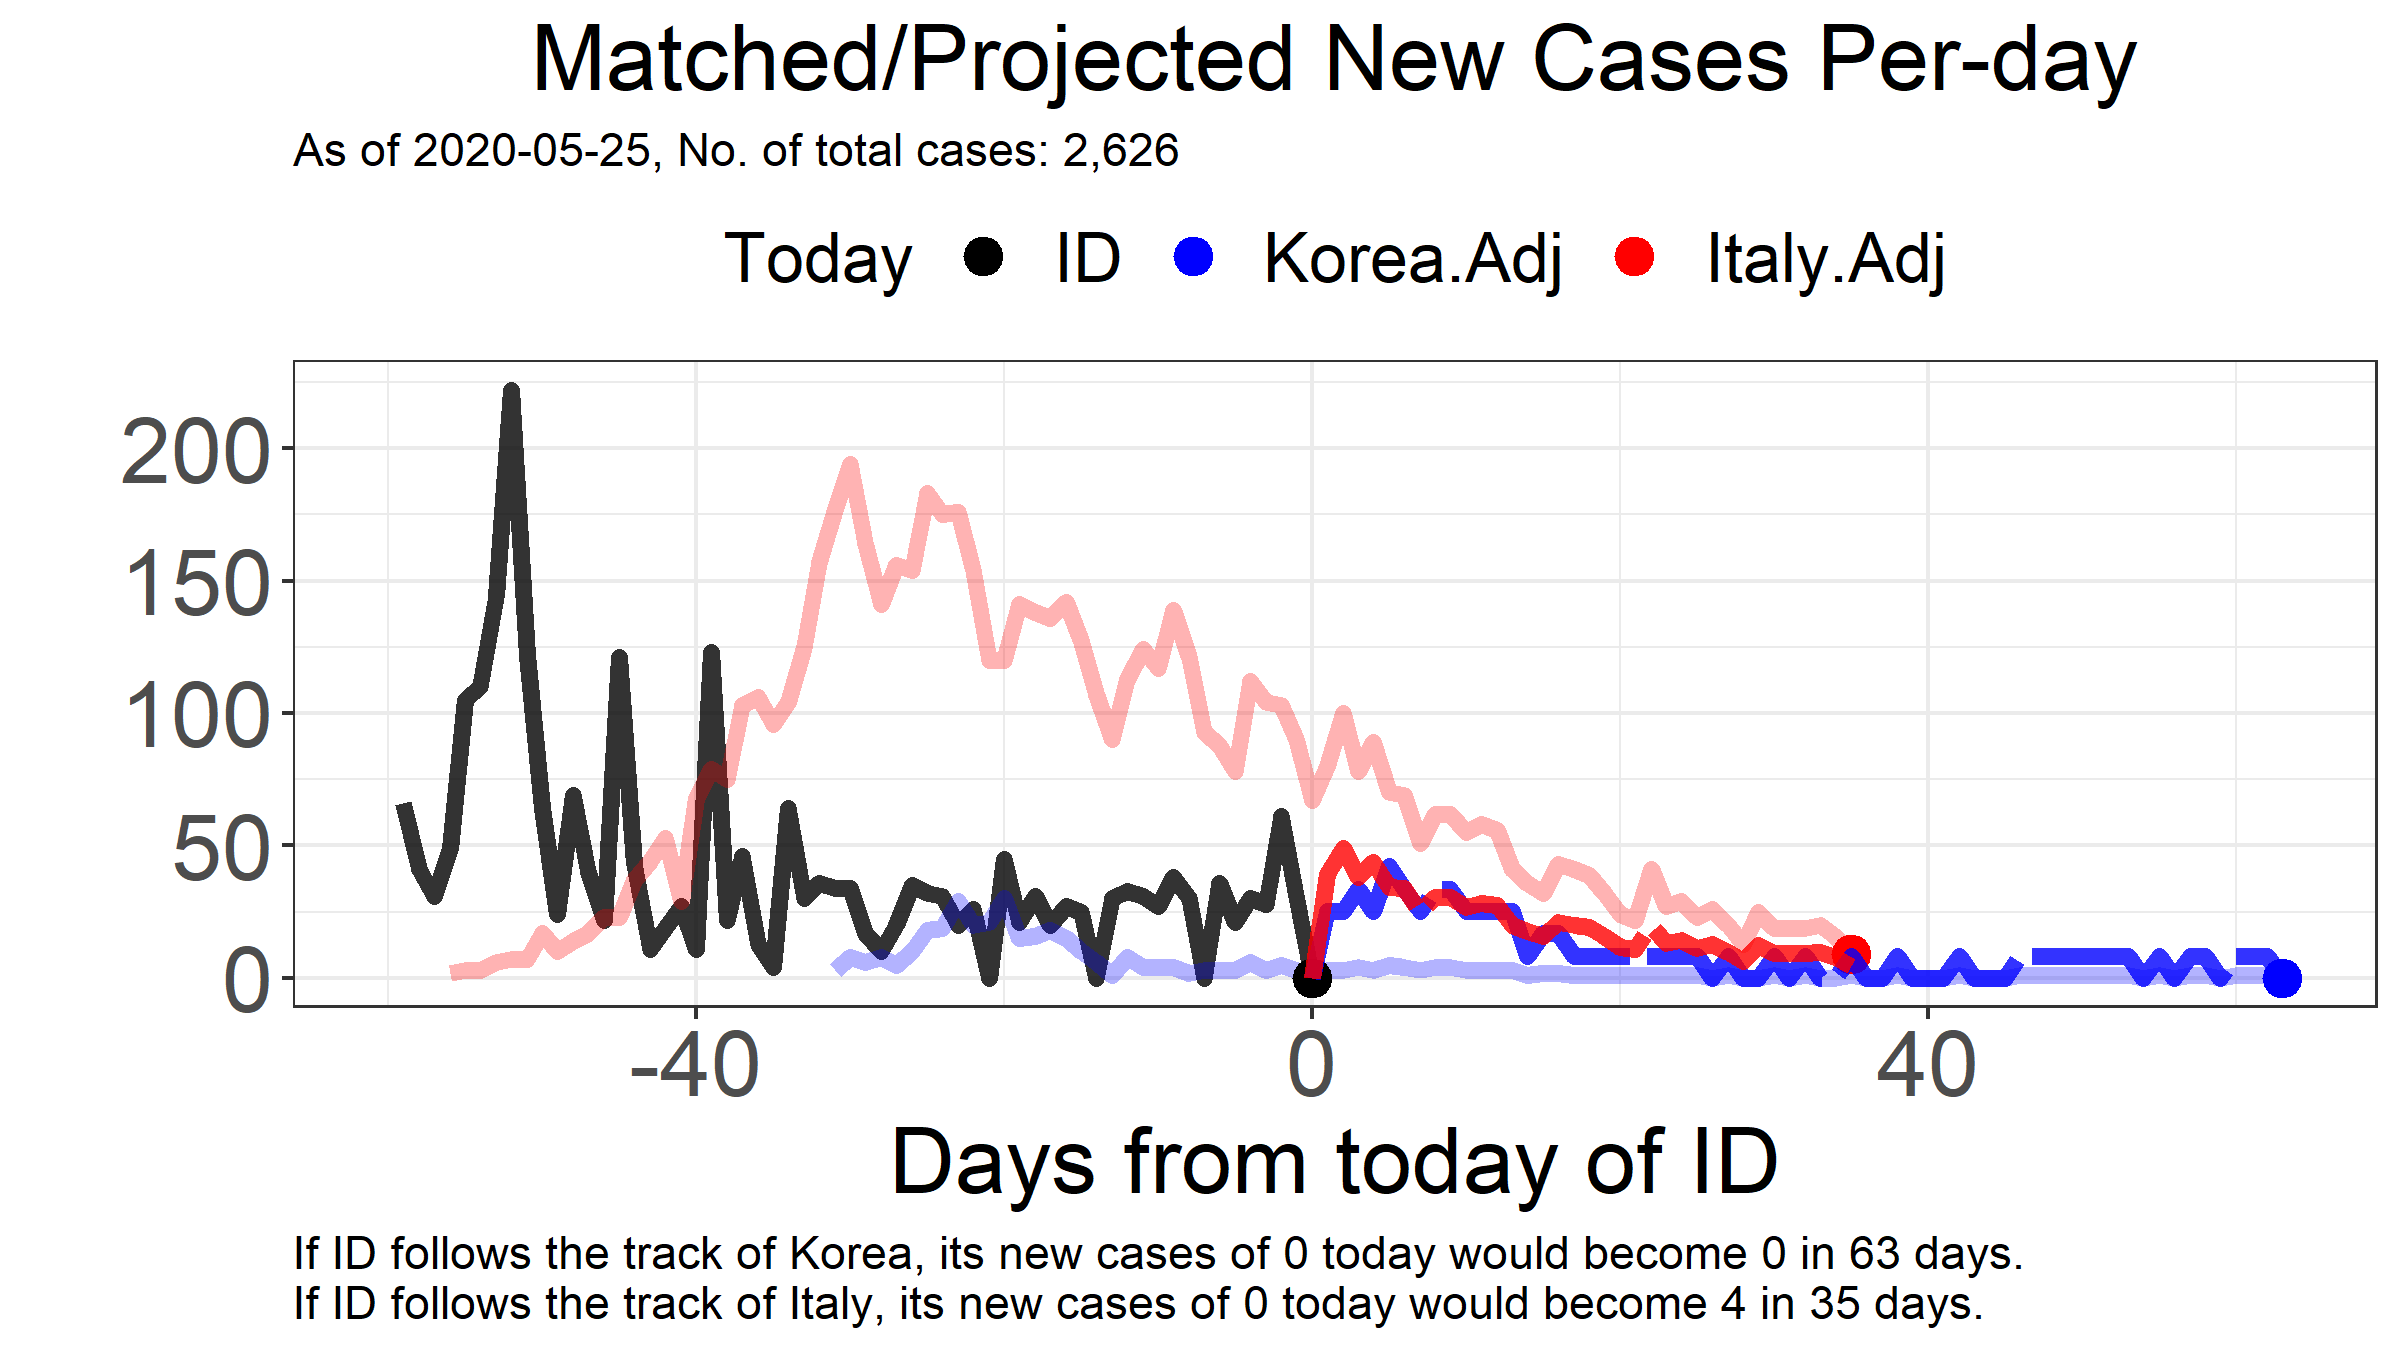 Matched/Projected New Cases Per-day
As of 2020-05-25, No. of total cases: 2,626
Today ID Korea.Adj Italy.Adj
200
150
100
50
0
-40 0 40
Days from today of ID
If ID follows the track of Korea, its new cases of 0 today would become 0 in 63 days.
If ID follows the track of Italy, its new cases of 0 today would become 4 in 35 days.